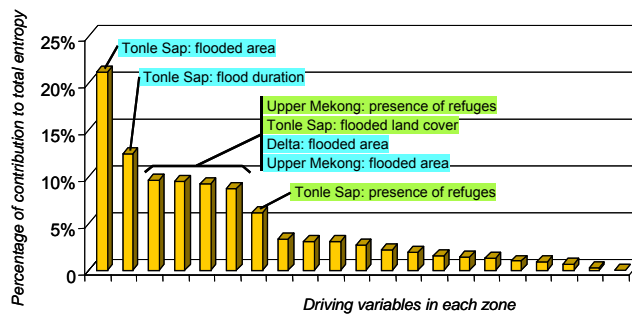 Percentage of contribution to total entropy
25%
20%
15%
10%
5%
0
Tonle Sap: flooded area
Tonle Sap: flood duration
Upper Mekong: presence of refuges
Tonle Sap: flooded land cover
Delta: flooded area
Upper Mekong: flooded area
Tonle Sap: presence of refuges
Driving variables in each zone